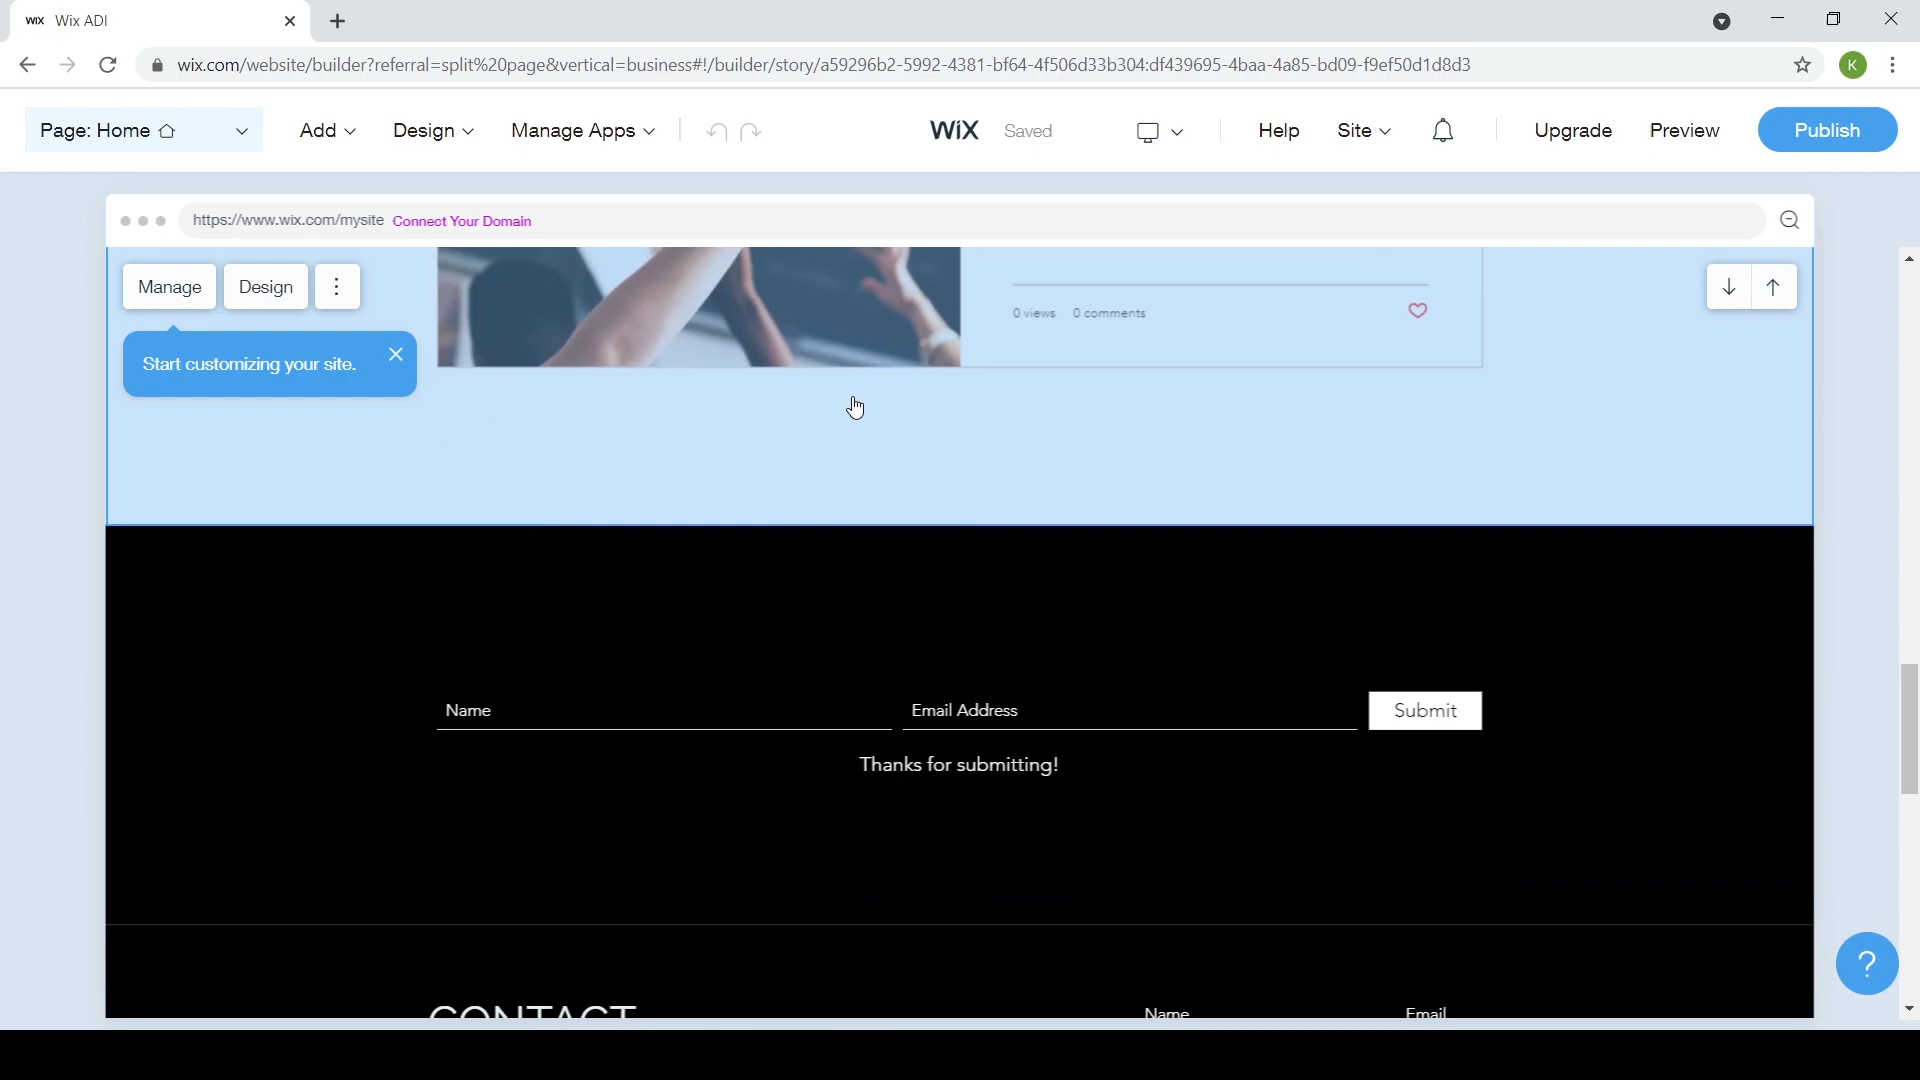 WiX Wix ADI
wix.com/website/builder?referral=split%20page&vertical=business#!/builder/story/a59296b2-5992-4381-bf64-4f506d33b304:df439695-4baa-4a85-bd09-f9ef50d1d8d3
K
Page: Home Add Design Manage Apps WiX Saved Help Site Upgrade Preview Publish
https://www.wix.com/mysite Connect Your Domain
Manage Design
0 views 0 comments
Start customizing your site.
Name Email Address Submit
Thanks for submitting!
?
CONTACT Name Email